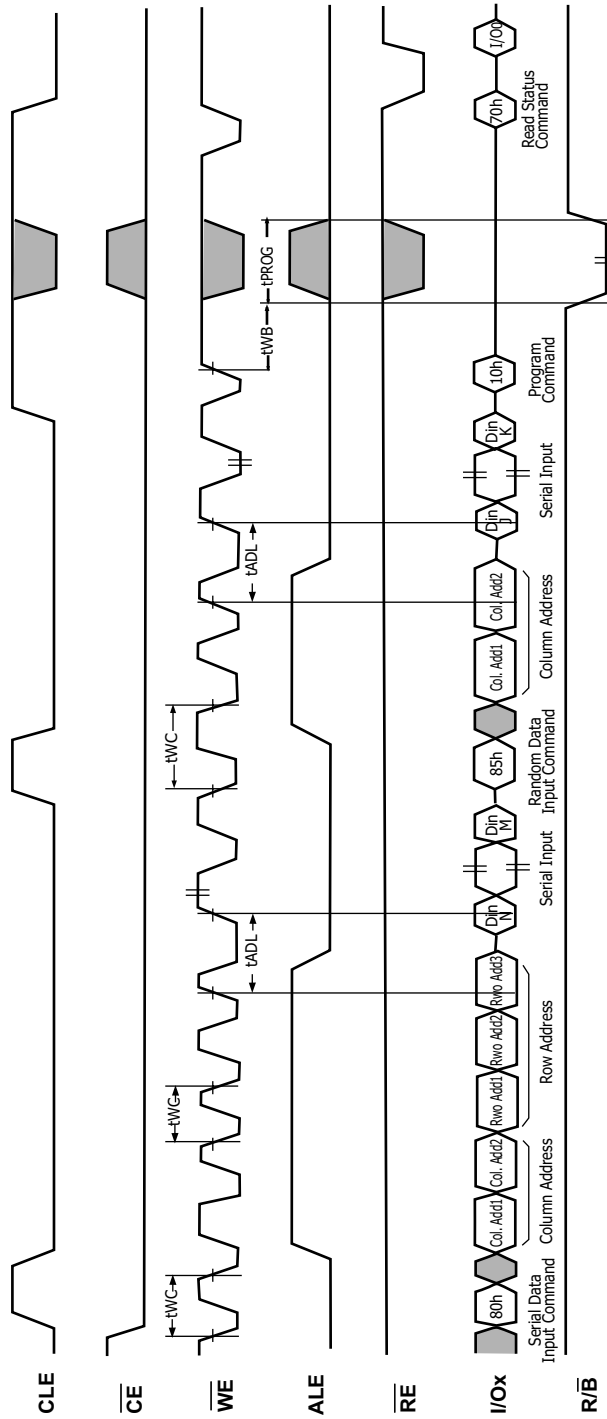 CLE
CE
WE
tWC
tWC
tADL
tWC
tADL
tWB
tPROG
ALE
RE
I/Ox
80h
Col. Add1
Col. Add2
Rwo Add1
Rwo Add2
Rwo Add3
Din
N
Din
M
85h
Col. Add1
Col. Add2
Din
J
Din
K
10h
70h
I/O0
Serial Data
Input Command
Column Address
Row Address
Serial Input
Random Data
Input Command
Column Address
Serial Input
Program
Command
Read Status
Command
R/B